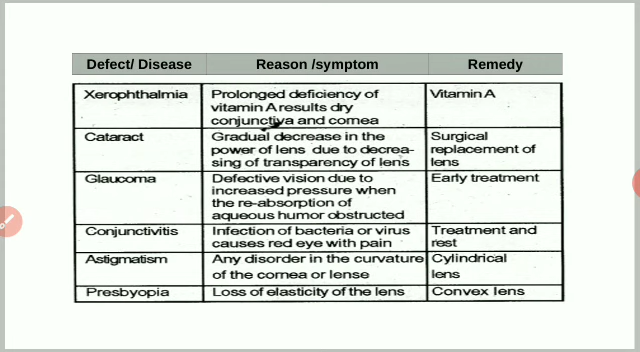 Defect/ Disease Reason /symptom Remedy
Xerophthalmia Prolonged deficiency of Vitamin A
vitamin A results dry
conjunctiva and cornea
Cataract Gradual decrease in the Surgical
power of lens due to decrea- replacement of
sing of transparency of lens lens
Glaucoma Defective vision due to Early treatment
increased pressure when
the re-absorption of
aqueous humor obstructed
Conjunctivitis Infection of bacteria or virus Treatment and
causes red eye with pain rest
Astigmatism Any disorder in the curvature Cylindrical
of the cornea or lense lens
Presbyopia Loss of elasticity of the lens Convex lens